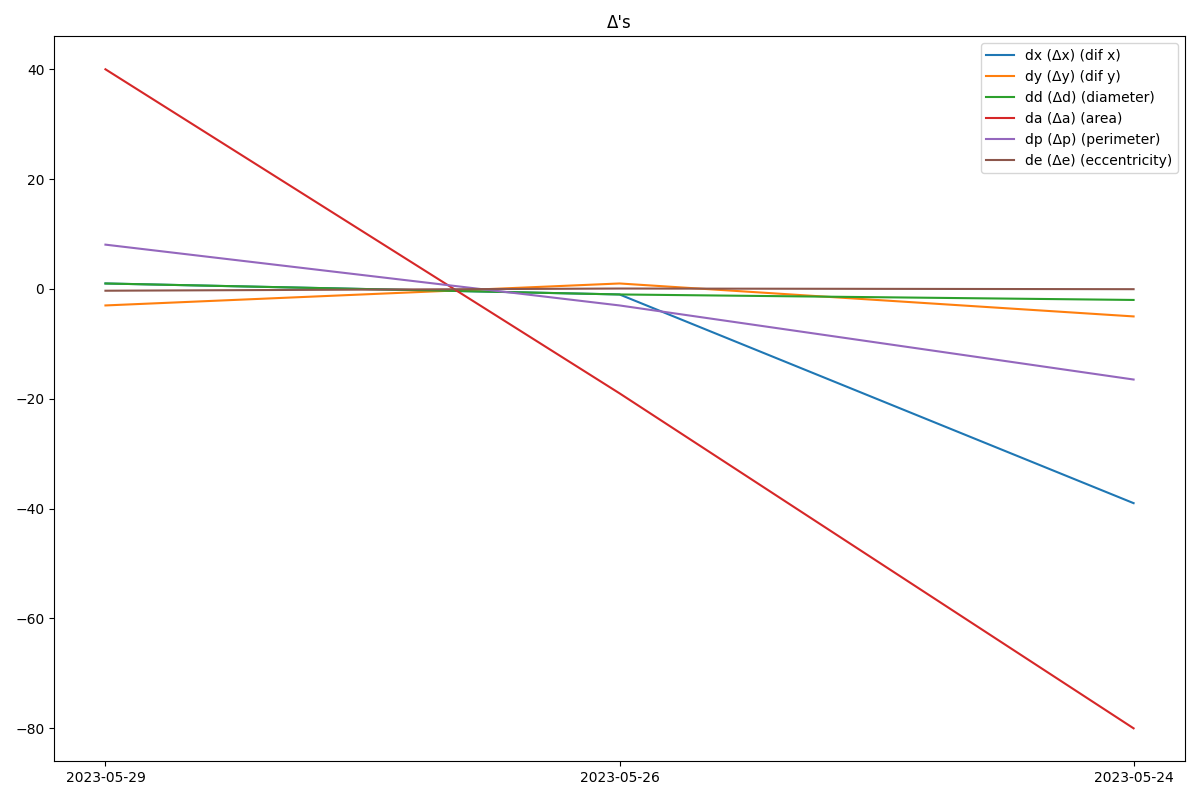 Δ's
dx (Δx) (dif x)
dy (Δy) (dif y)
dd (Δd) (diameter)
da (Δa) (area)
dp (Δp) (perimeter)
de (Δe) (eccentricity)
40
20
0
−20
−40
−60
−80
2023-05-29 2023-05-26 2023-05-24